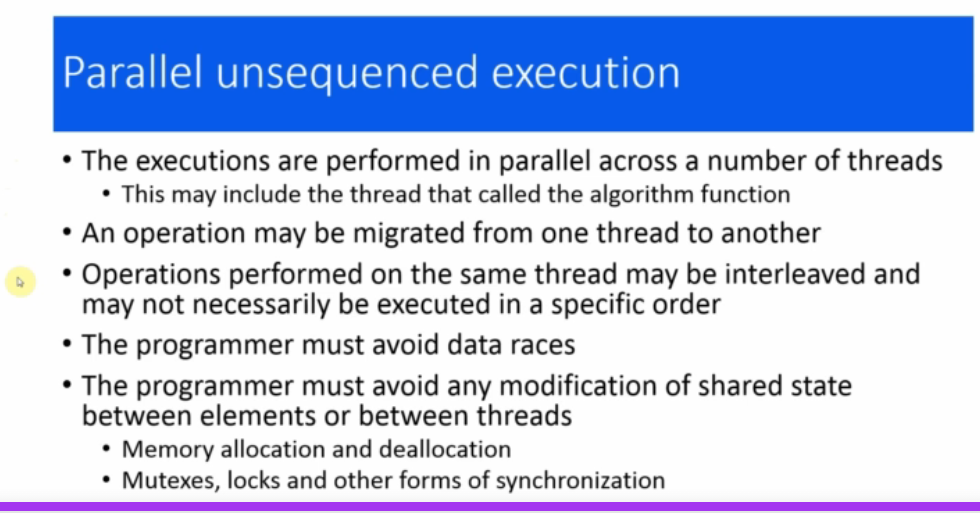 Parallel unsequenced execution
• The executions are performed in parallel across a number of threads
• This may include the thread that called the algorithm function
• An operation may be migrated from one thread to another
• Operations performed on the same thread may be interleaved and
may not necessarily be executed in a specific order
• The programmer must avoid data races
• The programmer must avoid any modification of shared state
between elements or between threads
• Memory allocation and deallocation
• Mutexes, locks and other forms of synchronization